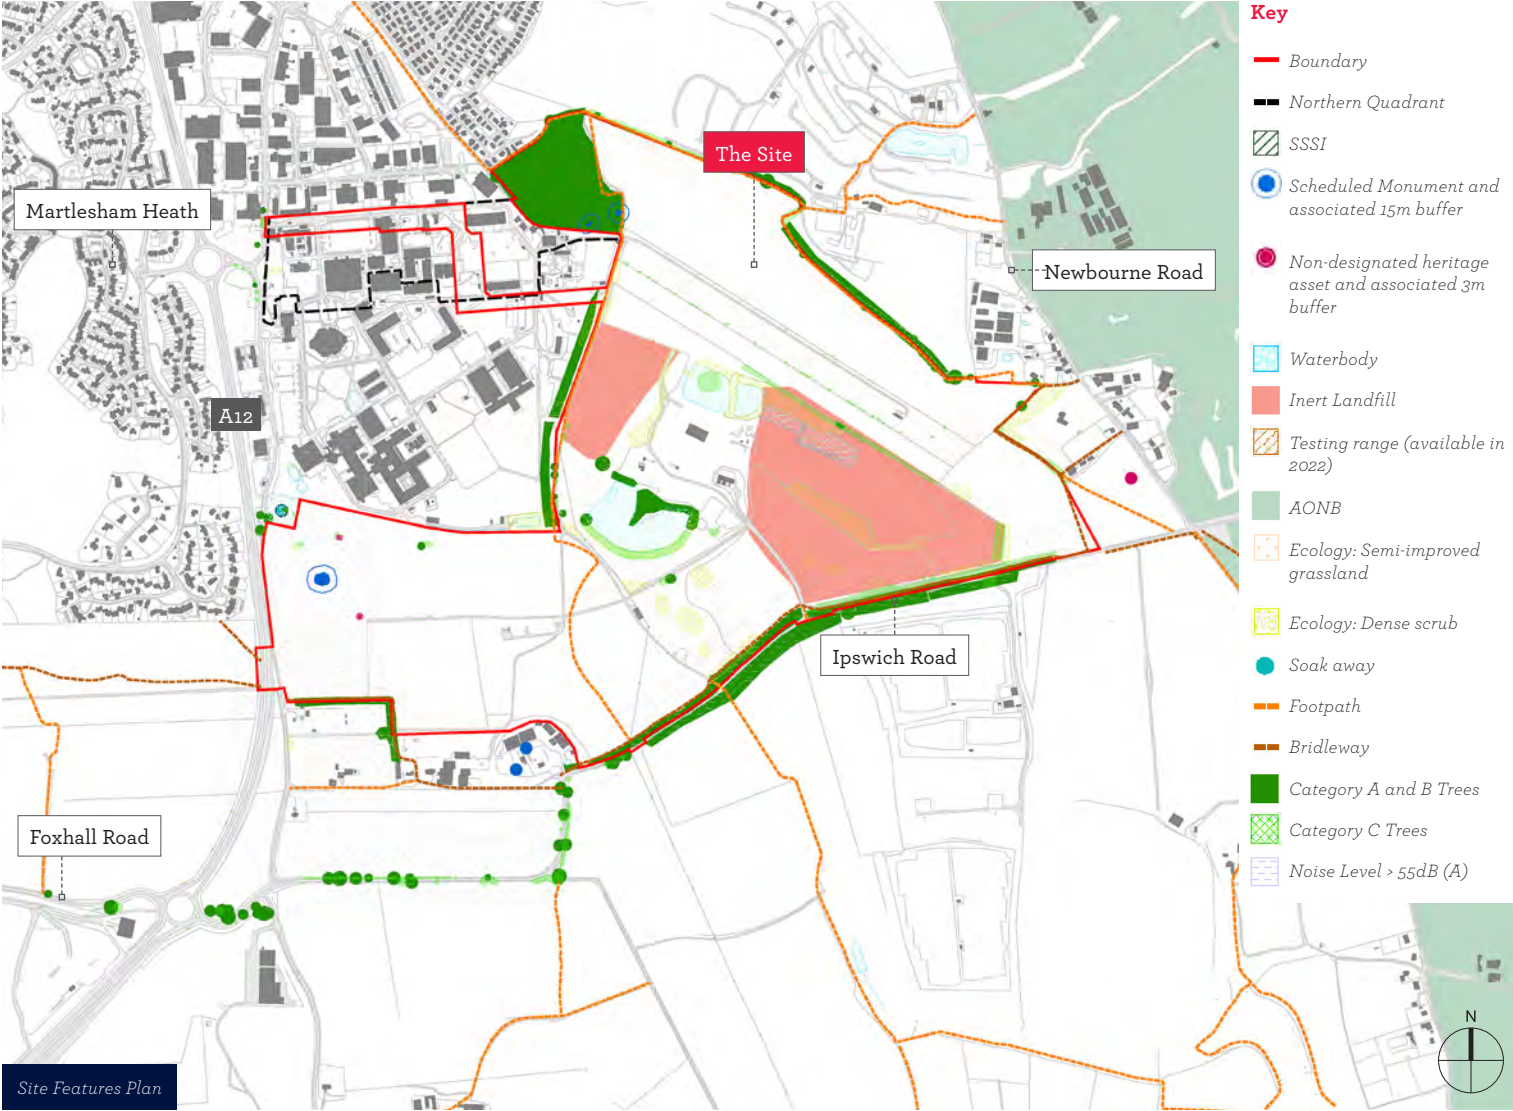 The Site
Martlesham Heath
Newbourne Road
A12
Ipswich Road
Foxhall Road
Site Features Plan
Key
Boundary
Northern Quadrant
SSSI
Scheduled Monument and
associated 15m buffer
Non-designated heritage
asset and associated 3m
buffer
Waterbody
Inert Landfill
Testing range (available in
2022)
AONB
Ecology: Semi-improved
grassland
Ecology: Dense scrub
Soak away
Footpath
Bridleway
Category A and B Trees
Category C Trees
Noise Level > 55dB (A)
N